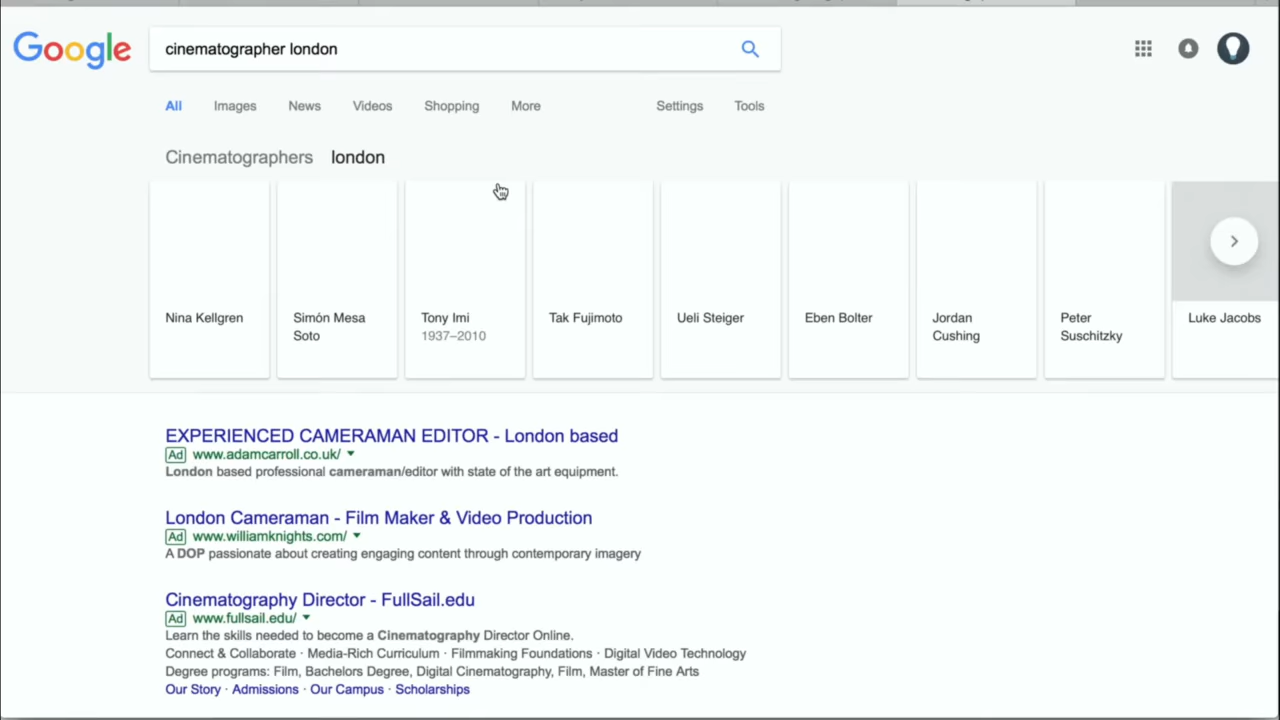 Google
cinematographer london
All Images News Videos Shopping More Settings Tools
Cinematographers london
Nina Kellgren
Simón Mesa
Soto
Tony Imi
1937–2010
Tak Fujimoto
Ueli Steiger
Eben Bolter
Jordan
Cushing
Peter
Suschitzky
Luke Jacobs
EXPERIENCED CAMERAMAN EDITOR - London based
Ad www.adamcarroll.co.uk/
London based professional cameraman/editor with state of the art equipment.
London Cameraman - Film Maker & Video Production
Ad www.williamknights.com/
A DOP passionate about creating engaging content through contemporary imagery
Cinematography Director - FullSail.edu
Ad www.fullsail.edu/
Learn the skills needed to become a Cinematography Director Online.
Connect & Collaborate · Media-Rich Curriculum · Filmmaking Foundations · Digital Video Technology
Degree programs: Film, Bachelors Degree, Digital Cinematography, Film, Master of Fine Arts
Our Story · Admissions · Our Campus · Scholarships